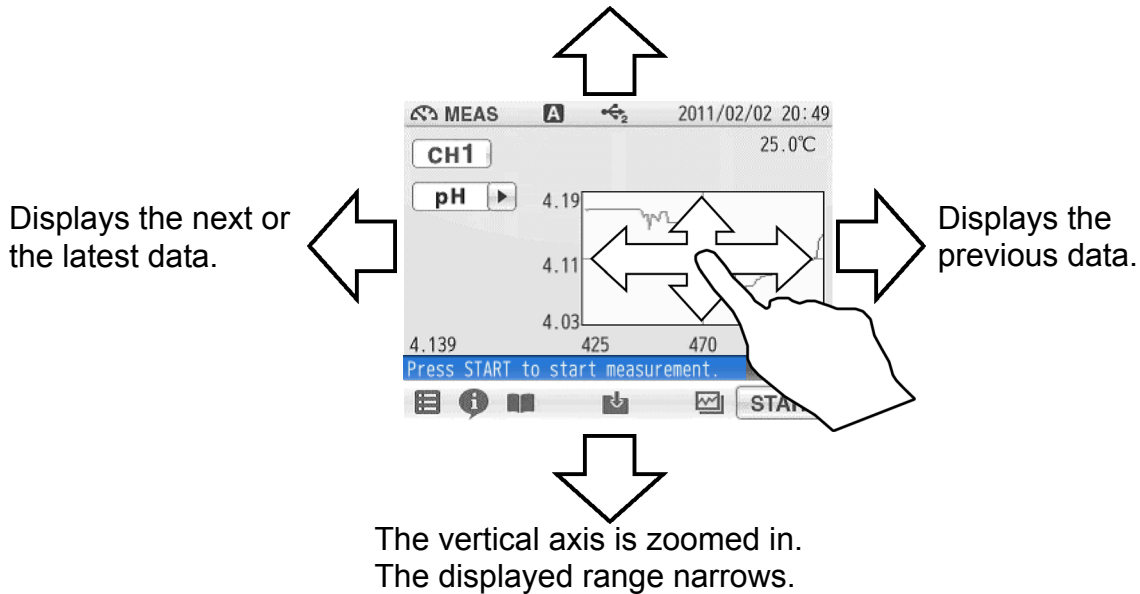 MEAS A 2 2011/02/02 20:49
25.0℃
CH1
pH
4.19
4.11
4.03
4.139 425 470
Press START to start measurement.
Displays the next or
the latest data.
Displays the
previous data.
The vertical axis is zoomed in.
The displayed range narrows.